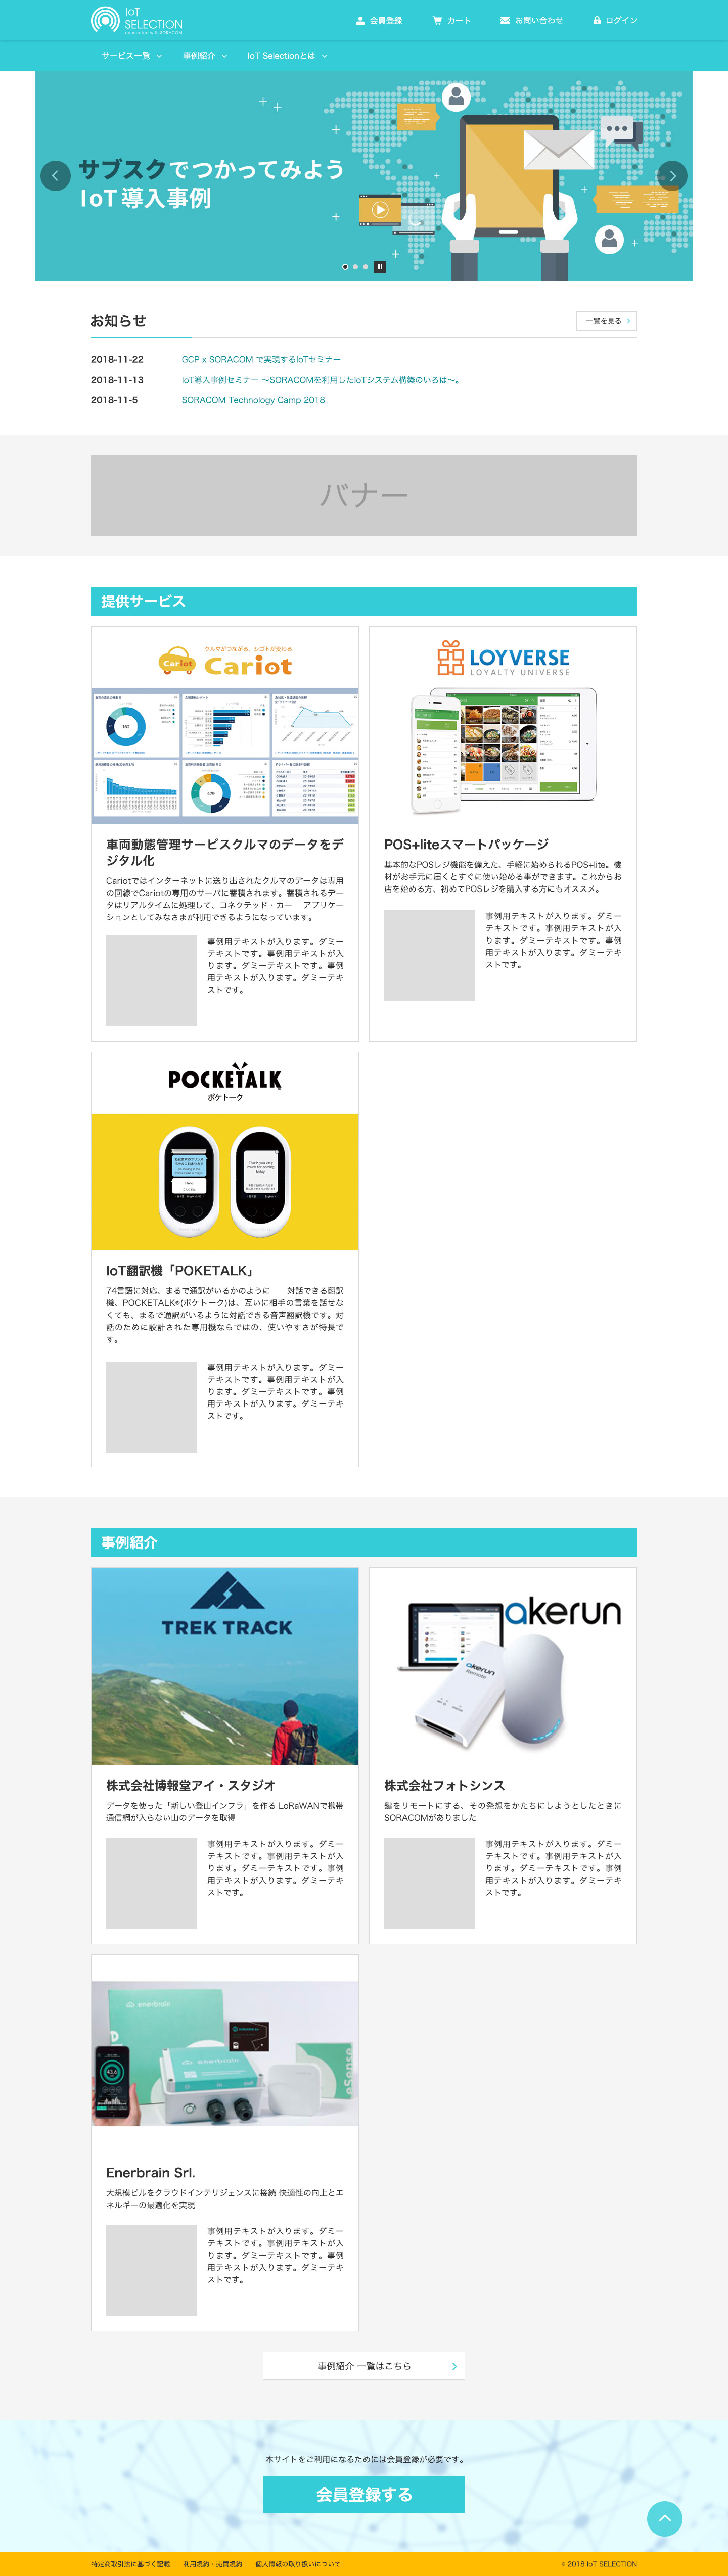 IoT
SELECTION
connected with SORACOM
会員登録
カート
お問い合わせ
ログイン
サービス一覧
事例紹介
IoT Selectionとは
サブスクでつかってみよう
IoT導入事例
お知らせ
一覧を見る
2018-11-22
GCP x SORACOM で実現するIoTセミナー
2018-11-13
IoT導入事例セミナー 〜SORACOMを利用したIoTシステム構築のいろは〜。
2018-11-5
SORACOM Technology Camp 2018
バナー
提供サービス
クルマがつながる、シゴトが変わる
Cariot
Cariot
車両動態管理サービスクルマのデータをデ
ジタル化
Cariotではインターネットに送り出されたクルマのデータは専用
の回線でCariotの専用のサーバに蓄積されます。蓄積されるデー
タはリアルタイムに処理して、コネクテッド・カー アプリケー
ションとしてみなさまが利用できるようになっています。
事例用テキストが入ります。ダミー
テキストです。事例用テキストが入
ります。ダミーテキストです。事例
用テキストが入ります。ダミーテキ
ストです。
LOYVERSE
LOYALTY UNIVERSE
POS+liteスマートパッケージ
基本的なPOSレジ機能を備えた、手軽に始められるPOS+lite。機
材がお手元に届くとすぐに使い始める事ができます。これからお
店を始める方、初めてPOSレジを購入する方にもオススメ。
事例用テキストが入ります。ダミー
テキストです。事例用テキストが入
ります。ダミーテキストです。事例
用テキストが入ります。ダミーテキ
ストです。
POCKETALK
ポケトーク
Thank you very
much for coming
today.
IoT翻訳機「POKETALK」
74言語に対応、まるで通訳がいるかのように 対話できる翻訳
機、POCKETALK®(ポケトーク)は、互いに相手の言葉を話せな
くても、まるで通訳がいるように対話できる音声翻訳機です。対
話のために設計された専用機ならではの、使いやすさが特長で
す。
事例用テキストが入ります。ダミー
テキストです。事例用テキストが入
ります。ダミーテキストです。事例
用テキストが入ります。ダミーテキ
ストです。
事例紹介
TREK TRACK
株式会社博報堂アイ・スタジオ
データを使った「新しい登山インフラ」を作る LoRaWANで携帯
通信網が入らない山のデータを取得
事例用テキストが入ります。ダミー
テキストです。事例用テキストが入
ります。ダミーテキストです。事例
用テキストが入ります。ダミーテキ
ストです。
akerun
akerun
Remote
株式会社フォトシンス
鍵をリモートにする、その発想をかたちにしようとしたときに
SORACOMがありました
事例用テキストが入ります。ダミー
テキストです。事例用テキストが入
ります。ダミーテキストです。事例
用テキストが入ります。ダミーテキ
ストです。
enerbrain
enerbrain
eSense
Enerbrain Srl.
大規模ビルをクラウドインテリジェンスに接続 快適性の向上とエ
ネルギーの最適化を実現
事例用テキストが入ります。ダミー
テキストです。事例用テキストが入
ります。ダミーテキストです。事例
用テキストが入ります。ダミーテキ
ストです。
事例紹介 一覧はこちら
本サイトをご利用になるためには会員登録が必要です。
会員登録する
特定商取引法に基づく記載
利用規約・売買規約
個人情報の取り扱いについて
© 2018 IoT SELECTION